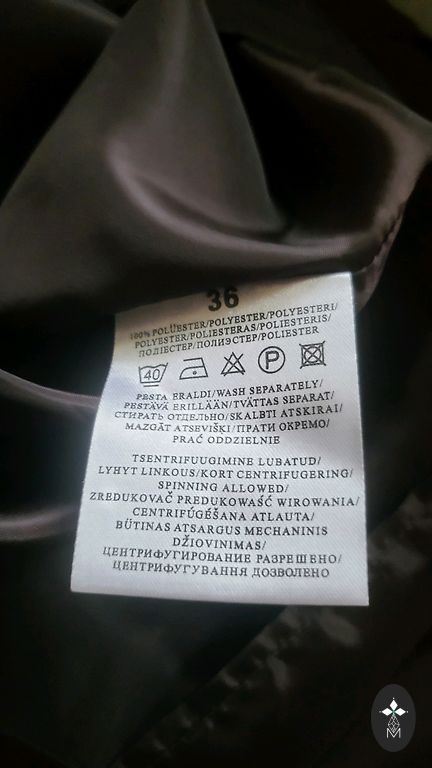 36
100% POLÜESTER/POLYESTER/POLYESTERI/
POLYESTER/POLIESTERAS/POLIESTERIS/
ПОЛІЕСТЕР/ПОЛИЭСТЕР/POLIESTER
40 P
PESTA ERALDI/WASH SEPARATELY/
PESTÄVÄ ERILLÄÄN/TVÄTTAS SEPARAT/
СТИРАТЬ ОТДЕЛЬНО/SKALBTI ATSKIRAI/
MAZGĀT ATSEVIŠĶI/ПРАТИ ОКРЕМО/
PRAĆ ODDZIELNIE
TSENTRIFUUGIMINE LUBATUD/
LYHYT LINKOUS/KORT CENTRIFUGERING/
SPINNING ALLOWED/
ZREDUKOVAČ PREDUKOWAŚĆ WIROWANIA/
CENTRIFŪGĒŠANA ATĻAUTA/
BŪTINAS ATSARGUS MECHANINIS
DŽIOVINIMAS/
ЦЕНТРИФУГИРОВАНИЕ РАЗРЕШЕНО/
ЦЕНТРИФУГУВАННЯ ДОЗВОЛЕНО
M